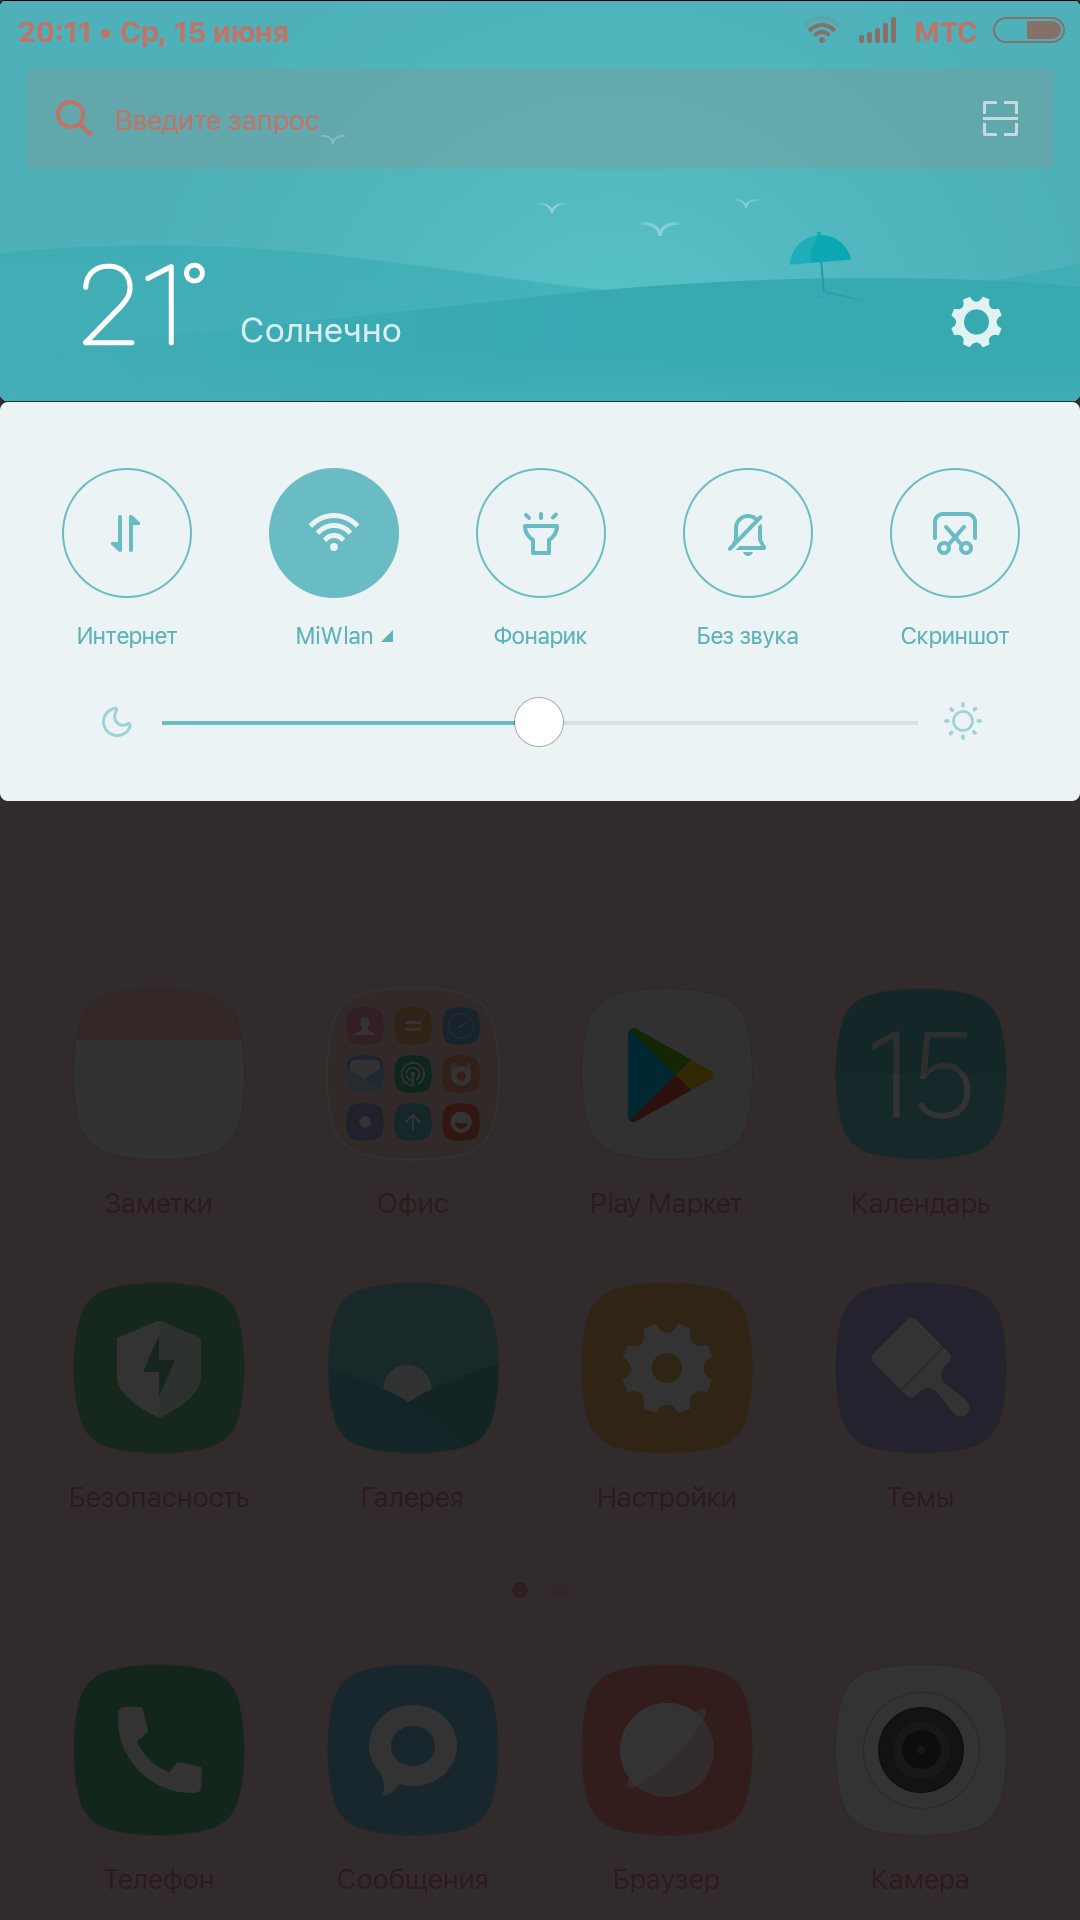 20:11 • Ср, 15 июня МТС
Введите запрос
21°
Солнечно
Интернет MiWlan Фонарик Без звука Скриншот
15
Заметки Офис Play Маркет Календарь
Безопасность Галерея Настройки Темы
Телефон Сообщения Браузер Камера